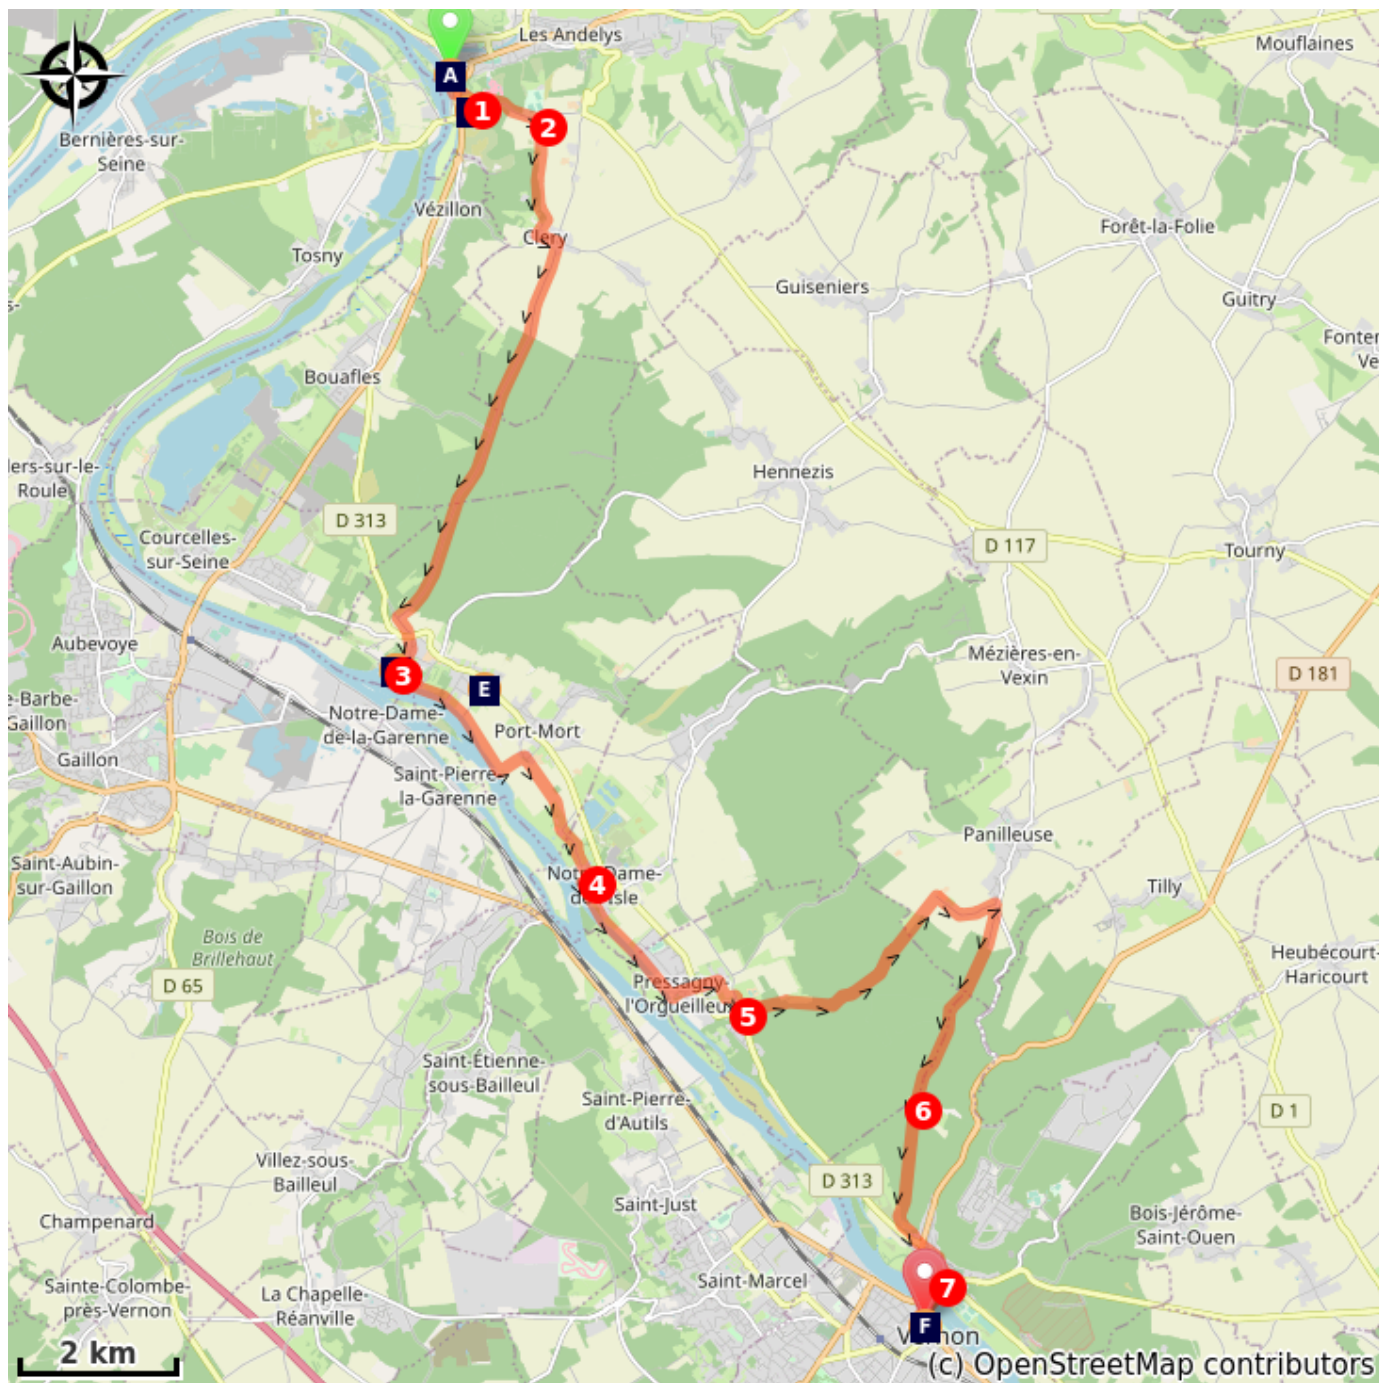 Les Andelys
Mouflaines
A
1
2
Bernières-sur-
Seine
Vézillon
Forêt-la-Folie
Clery
Tosny
Guiseniers
Guitry
s-
Fonter
Ve
Bouafles
lers-sur-le-
Roule
Hennezis
D 313
Courcelles-
sur-Seine
D 117
Tourny
Aubevoye
Mézières-en-
Vexin
D 181
3
E
e-Barbe-
Gaillon
Notre-Dame-
de-la-Garenne
Port-Mort
Gaillon
Saint-Pierre-
la-Garenne
Panilleuse
Saint-Aubin-
sur-Gaillon
4
Tilly
Bois de
Brillehaut
Heubécourt-
Haricourt
D 65
Pressagny-
l'Orgueilleux
5
Saint-Étienne-
sous-Bailleul
Saint-Pierre-
d'Autils
6
D 1
Villez-sous-
Bailleul
D 313
Saint-Just
Champenard
Bois-Jérôme-
Saint-Ouen
Saint-Marcel
7
Sainte-Colombe-
près-Vernon
La Chapelle-
Réanville
F
2 km
(c) OpenStreetMap contributors